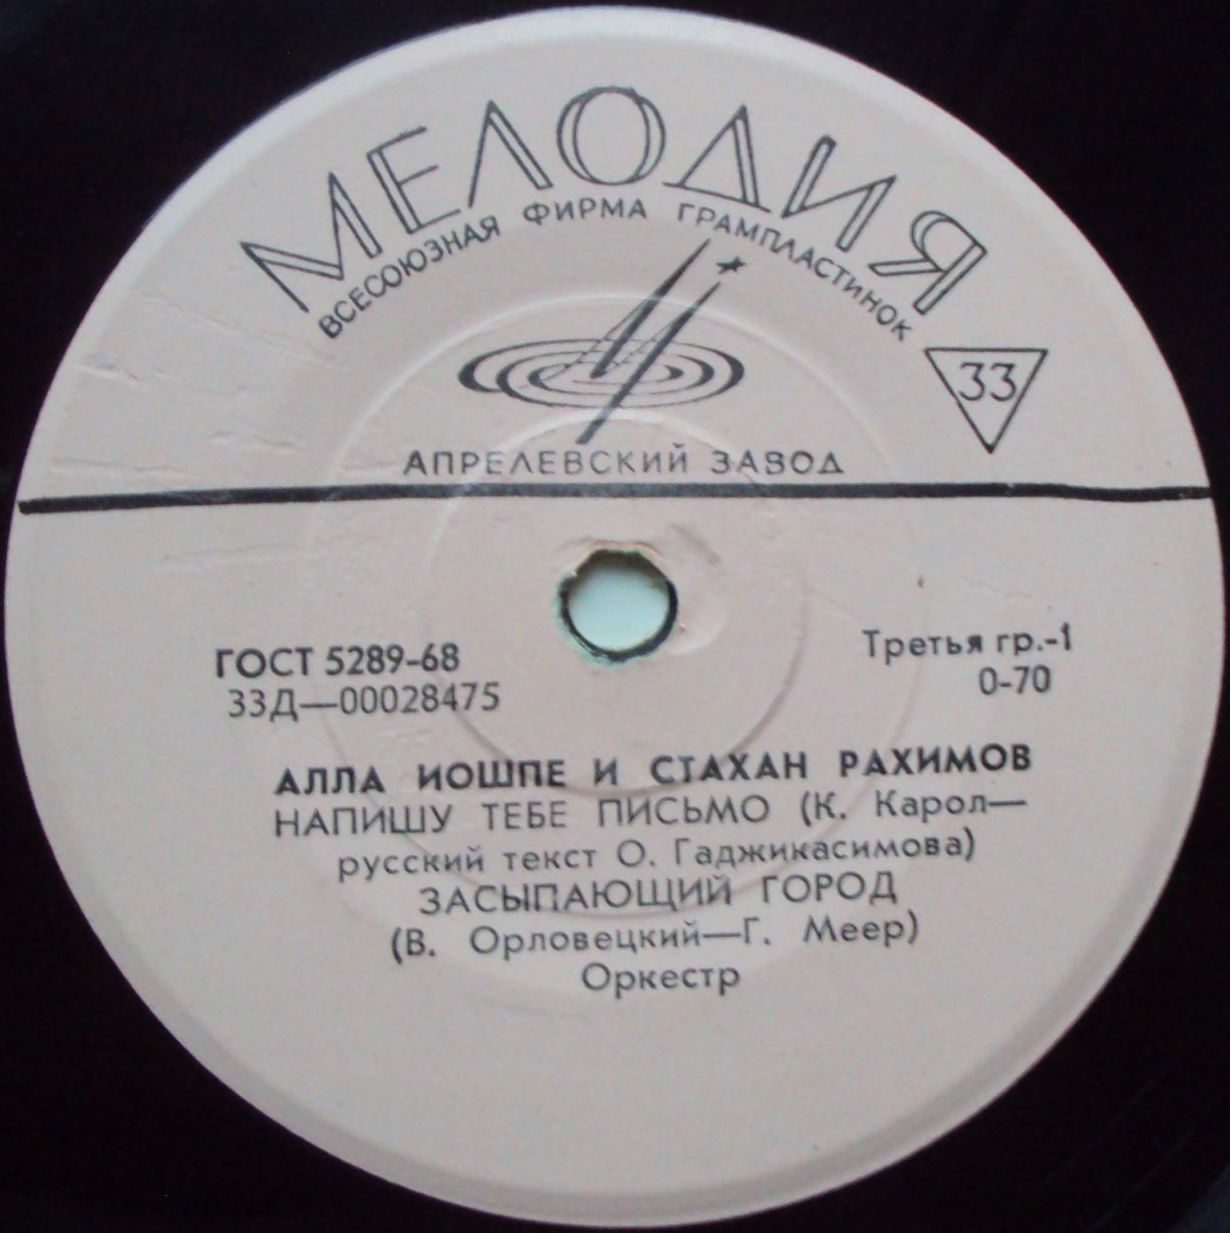 МЕЛОДИЯ
ВСЕСОЮЗНАЯ ФИРМА ГРАМПЛАСТИНОК
33
АПРЕЛЕВСКИЙ ЗАВОД
ГОСТ 5289-68
33Д—00028475
Третья гр.-1
0-70
АЛЛА ИОШПЕ И СТАХАН РАХИМОВ
НАПИШУ ТЕБЕ ПИСЬМО (К. Карол—
русский текст О. Гаджикасимова)
ЗАСЫПАЮЩИЙ ГОРОД
(В. Орловецкий—Г. Меер)
Оркестр